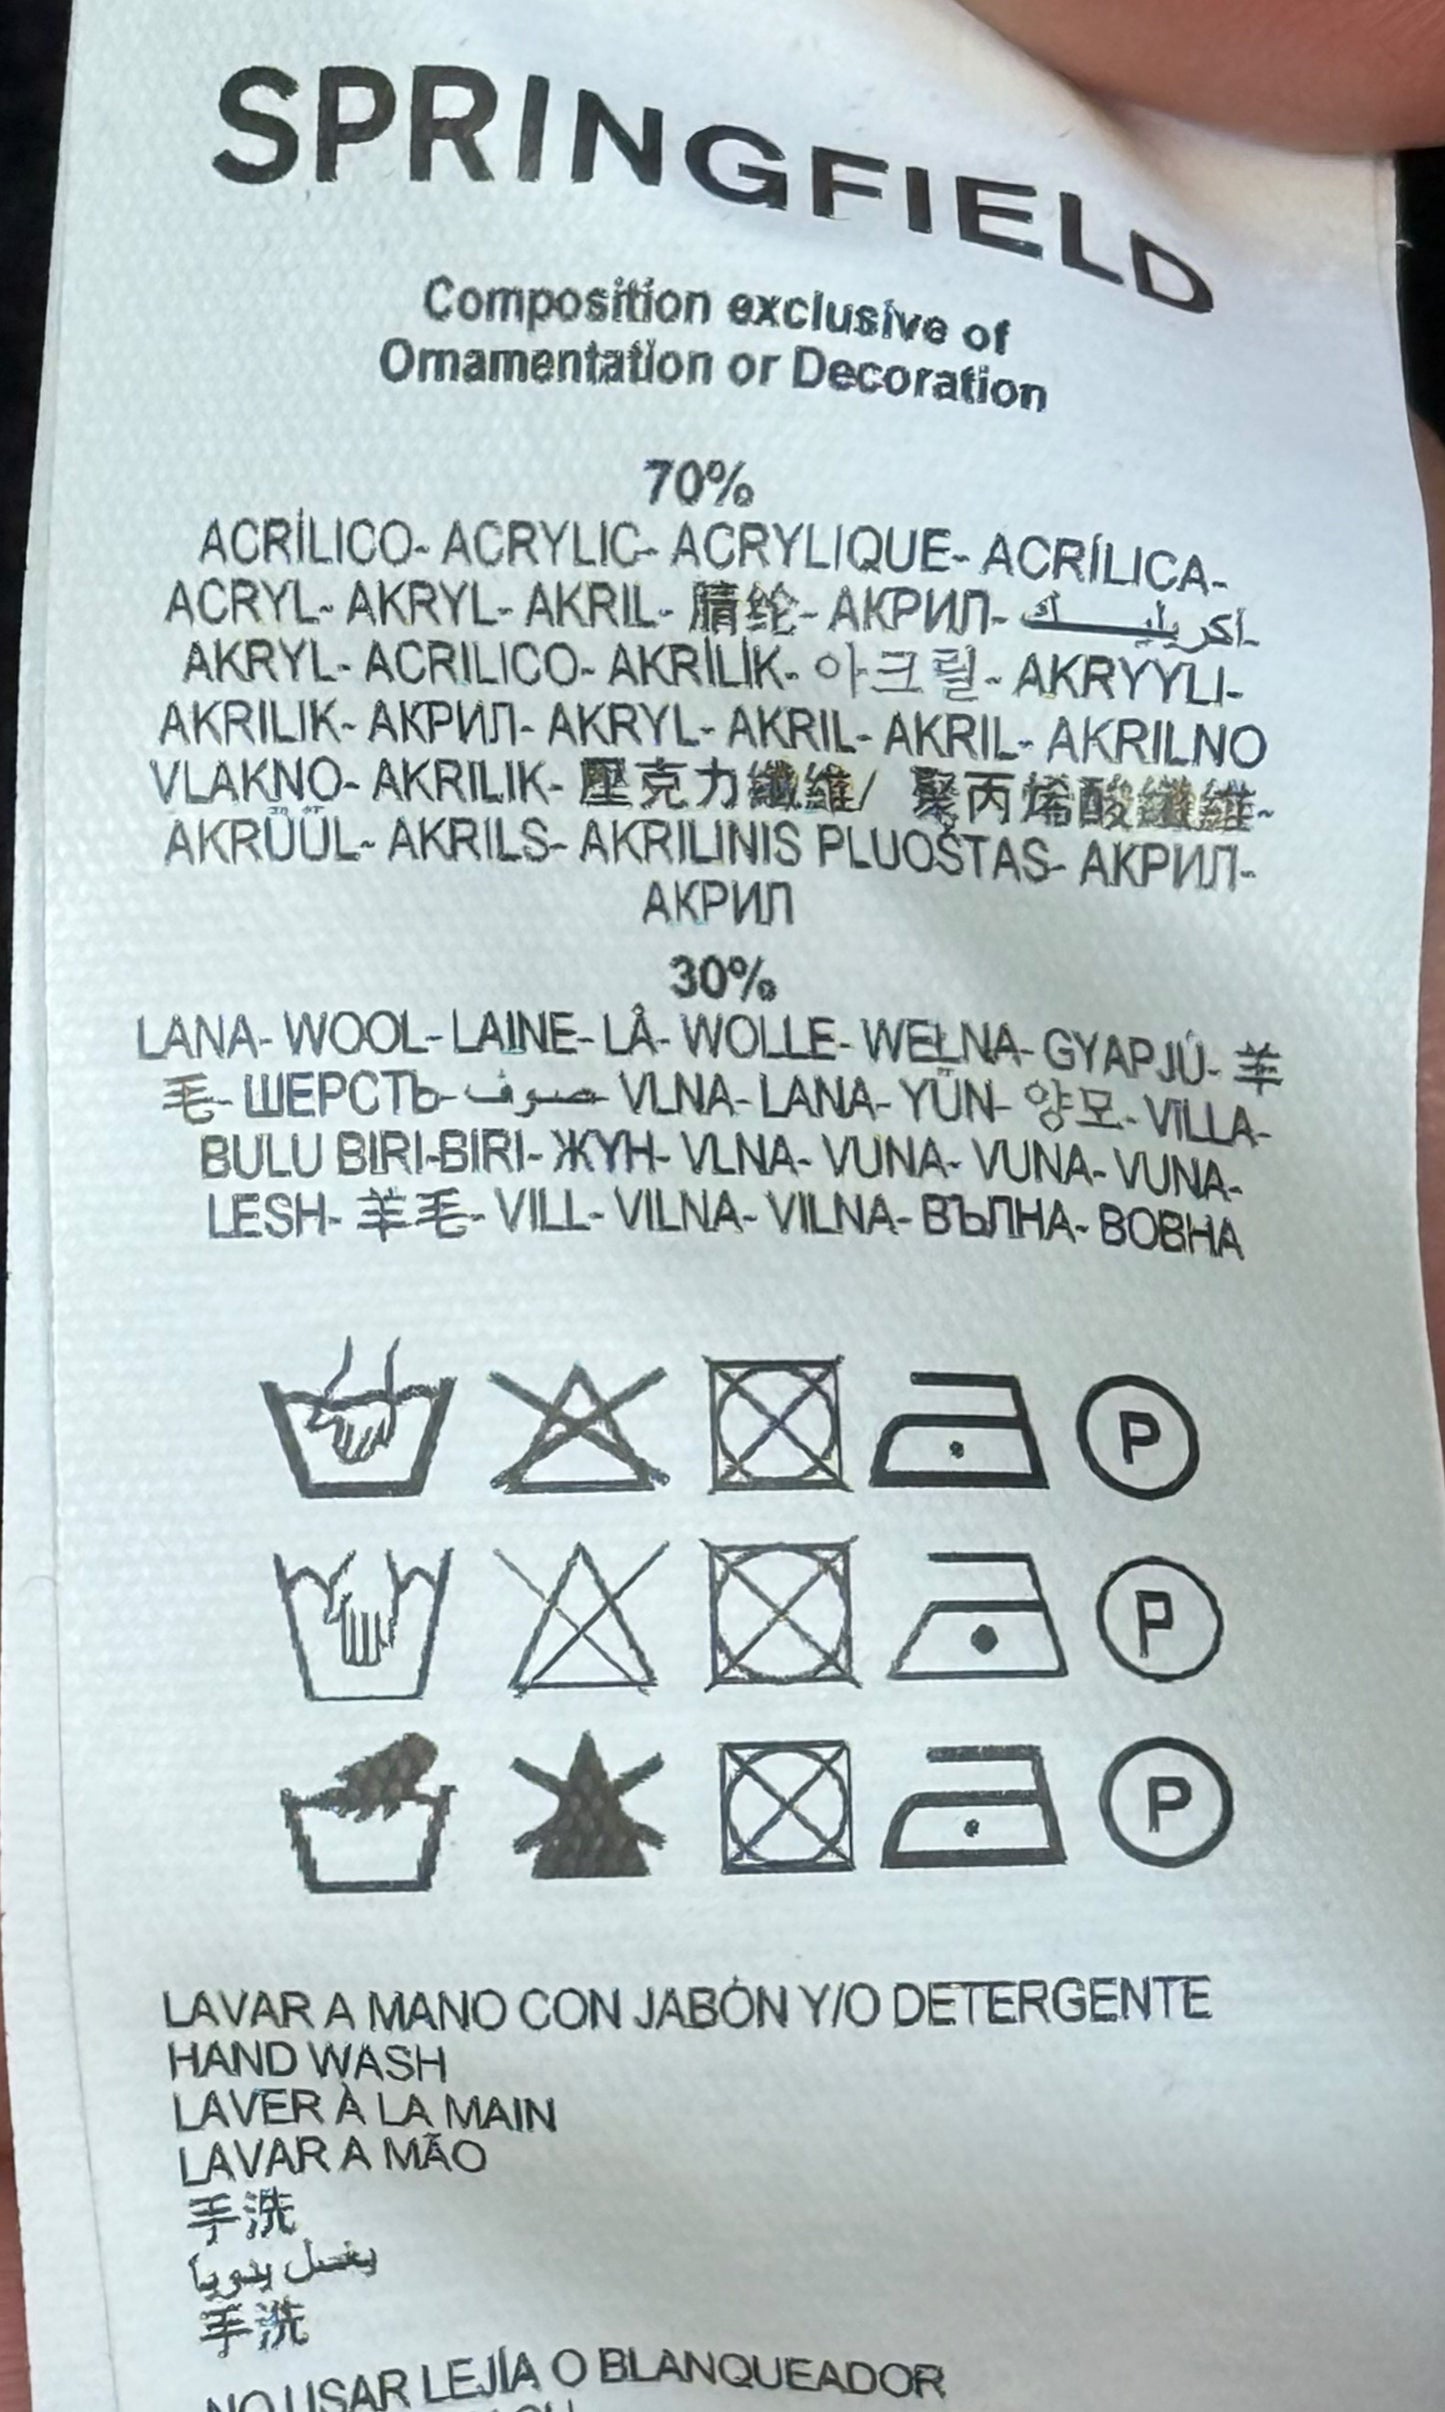 SPRINGFIELD
Composition exclusive of
Ornamentation or Decoration
70%
ACRÍLICO- ACRYLIC- ACRYLIQUE- ACRÍLICA-
ACRYL- AKRYL- AKRIL- 腈纶- АКРИЛ- اكريليك-
AKRYL- ACRILICO- AKRİLİK- 아크릴- AKRYYLI-
AKRILIK- АКРИЛ- AKRYL- AKRIL- AKRIL- AKRILNO
VLAKNO- AKRILIK- 壓克力纖維/ 聚丙烯酸纖維-
AKRÜÜL- AKRILS- AKRILINIS PLUOŠTAS- АКРИЛ-
АКРИЛ
30%
LANA- WOOL- LAINE- LÃ- WOLLE- WEŁNA- GYAPJÚ- 羊
毛- ШЕРСТЬ- صوف- VLNA- LANA- YÜN- 양모- VILLA-
BULU BIRI-BIRI- ЖҮН- VLNA- VUNA- VUNA- VUNA-
LESH- 羊毛- VILL- VILNA- VILNA- ВЪЛНА- ВОВНА
P
P
P
LAVAR A MANO CON JABÓN Y/O DETERGENTE
HAND WASH
LAVER À LA MAIN
LAVAR A MÃO
手洗
يغسل يدوياً
手洗
NO USAR LEJÍA O BLANQUEADOR